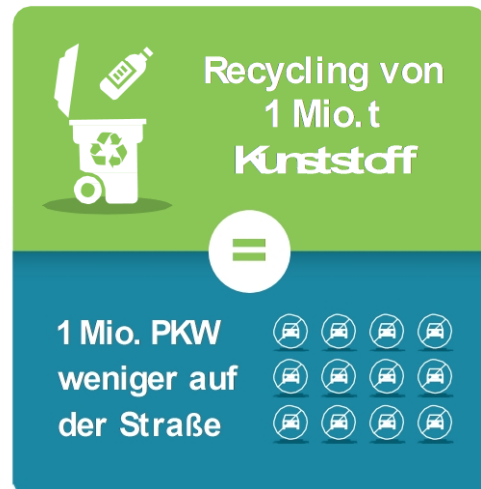 Recycling von
1 Mio. t
Kunststoff
=
1 Mio. PKW
weniger auf
der Straße